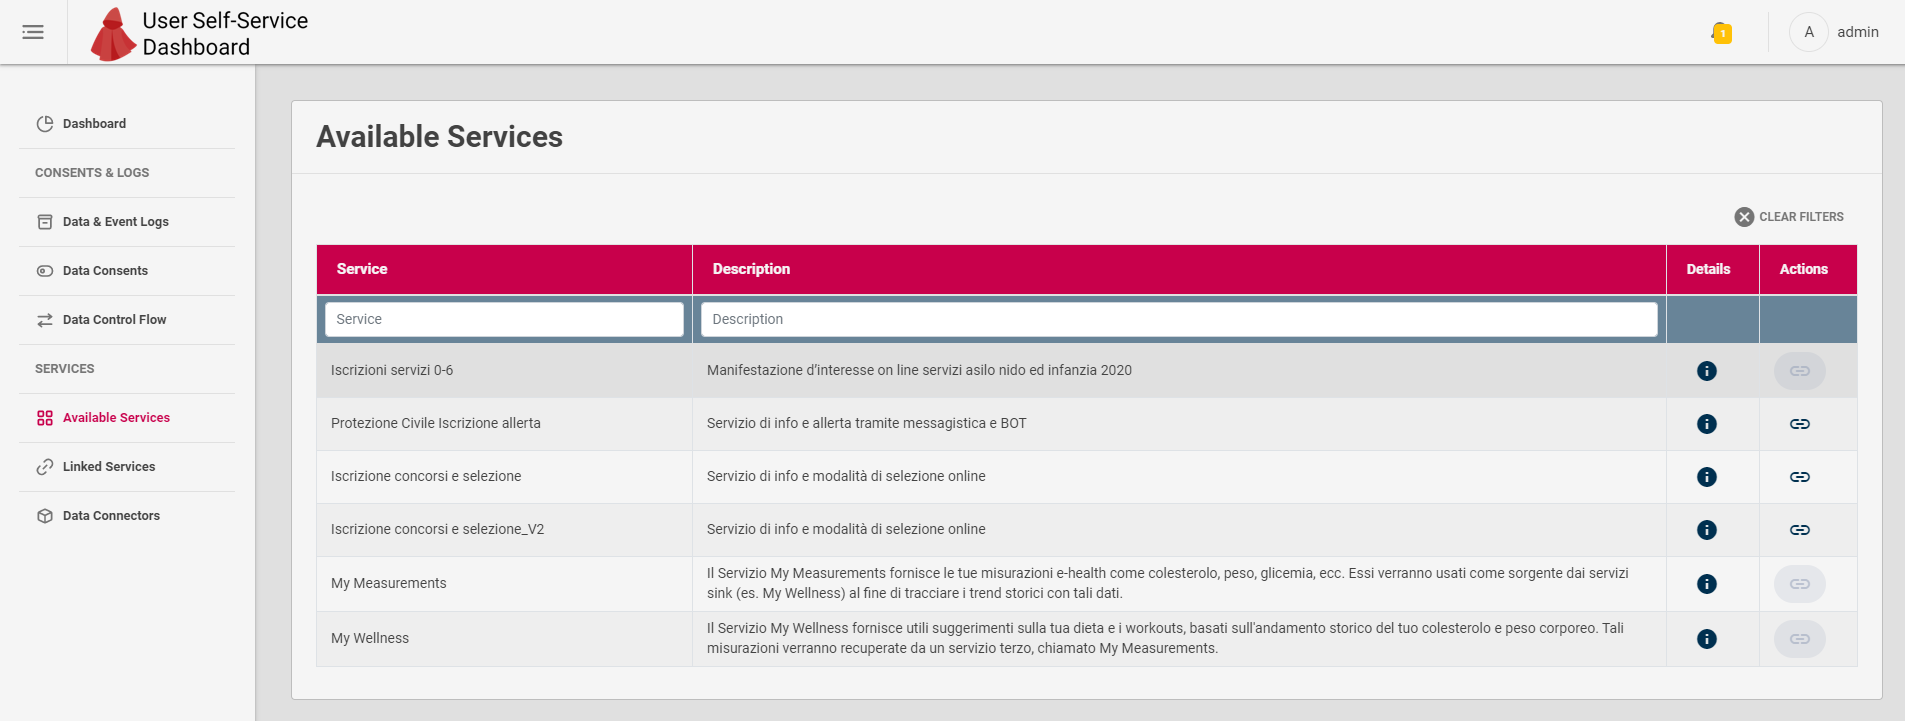 User Self-Service
Dashboard
1
A
admin
Dashboard
CONSENTS & LOGS
Data & Event Logs
Data Consents
Data Control Flow
SERVICES
Available Services
Linked Services
Data Connectors
Available Services
CLEAR FILTERS
Service Description Details Actions
Service Description
Iscrizioni servizi 0-6 Manifestazione d'interesse on line servizi asilo nido ed infanzia 2020
Protezione Civile Iscrizione allerta Servizio di info e allerta tramite messagistica e BOT
Iscrizione concorsi e selezione Servizio di info e modalità di selezione online
Iscrizione concorsi e selezione_V2 Servizio di info e modalità di selezione online
My Measurements
Il Servizio My Measurements fornisce le tue misurazioni e-health come colesterolo, peso, glicemia, ecc. Essi verranno usati come sorgente dai servizi
sink (es. My Wellness) al fine di tracciare i trend storici con tali dati.
My Wellness
Il Servizio My Wellness fornisce utili suggerimenti sulla tua dieta e i workouts, basati sull'andamento storico del tuo colesterolo e peso corporeo. Tali
misurazioni verranno recuperate da un servizio terzo, chiamato My Measurements.